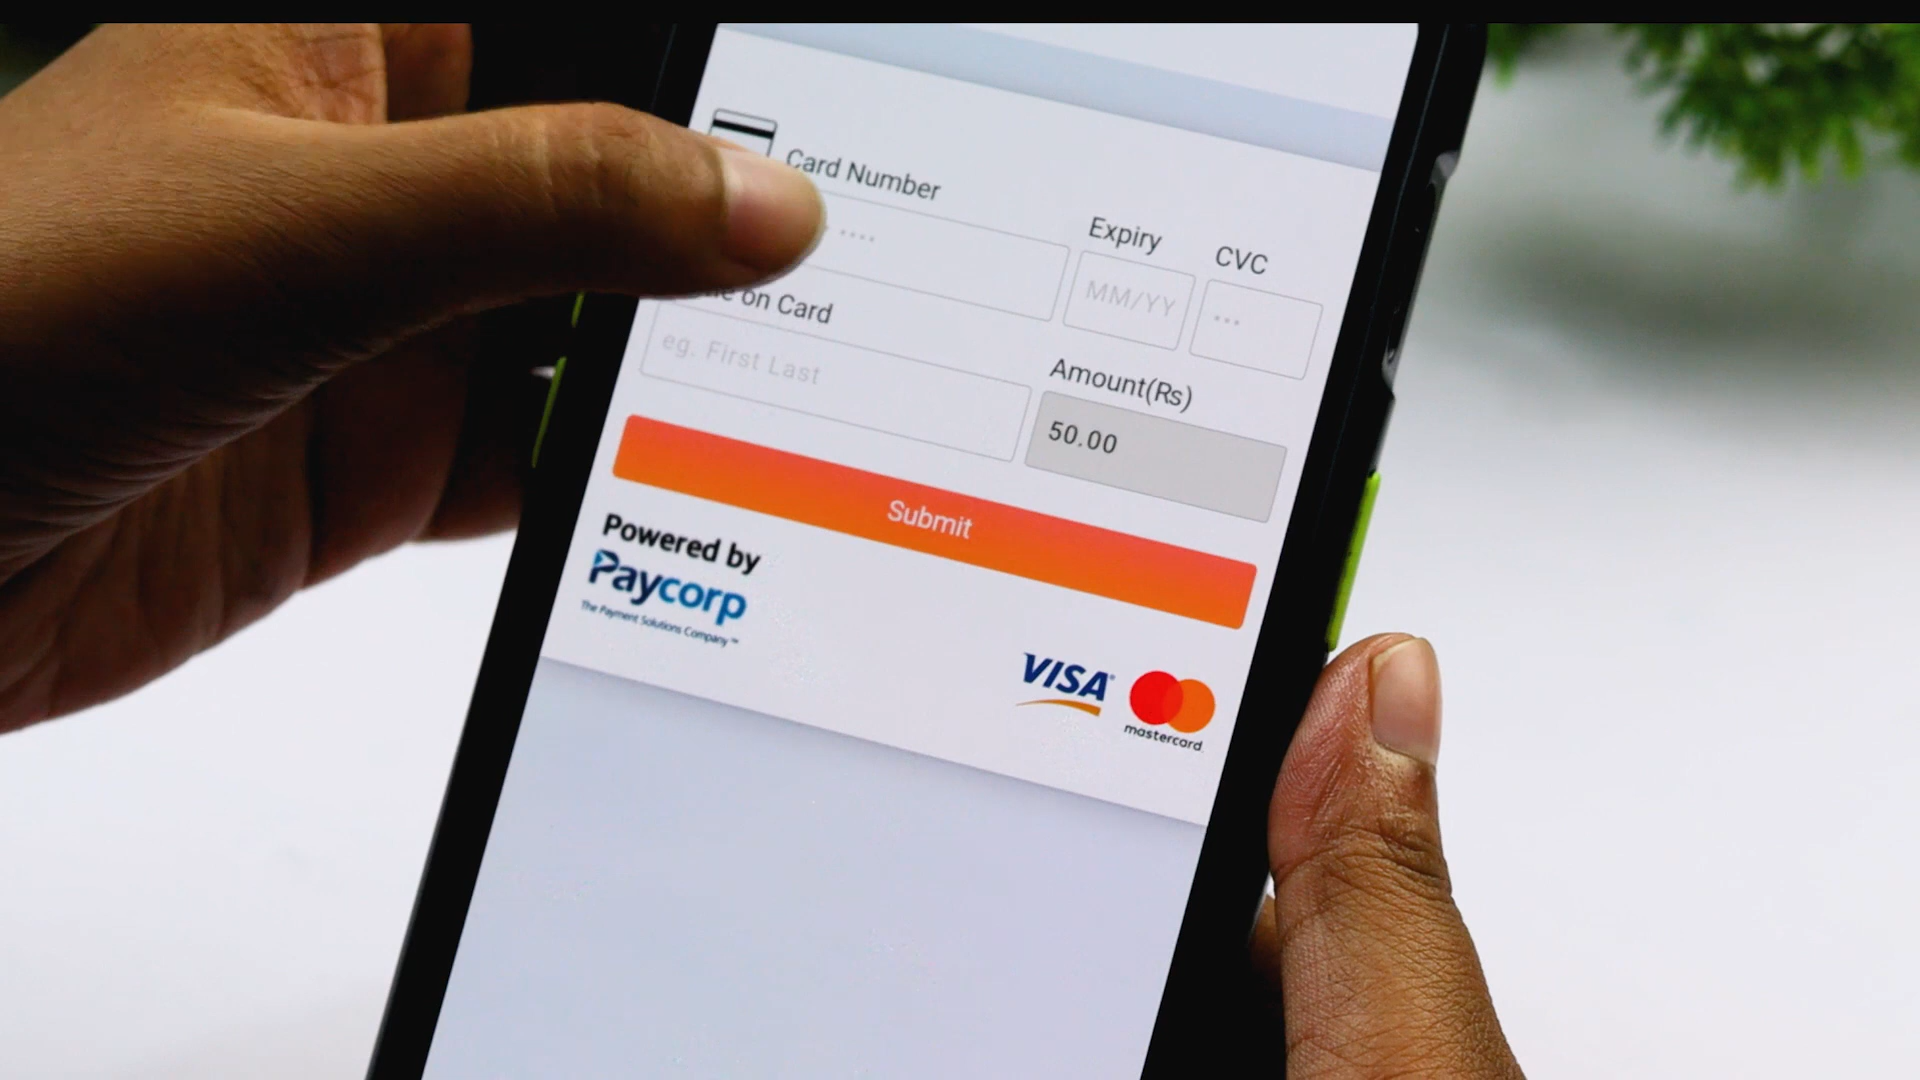 Card Number
Expiry
CVC
MM/YY
on Card
eg. First Last
Amount(Rs)
50.00
Submit
Powered by
Paycorp
The Payment Solutions Company ™
VISA
mastercard